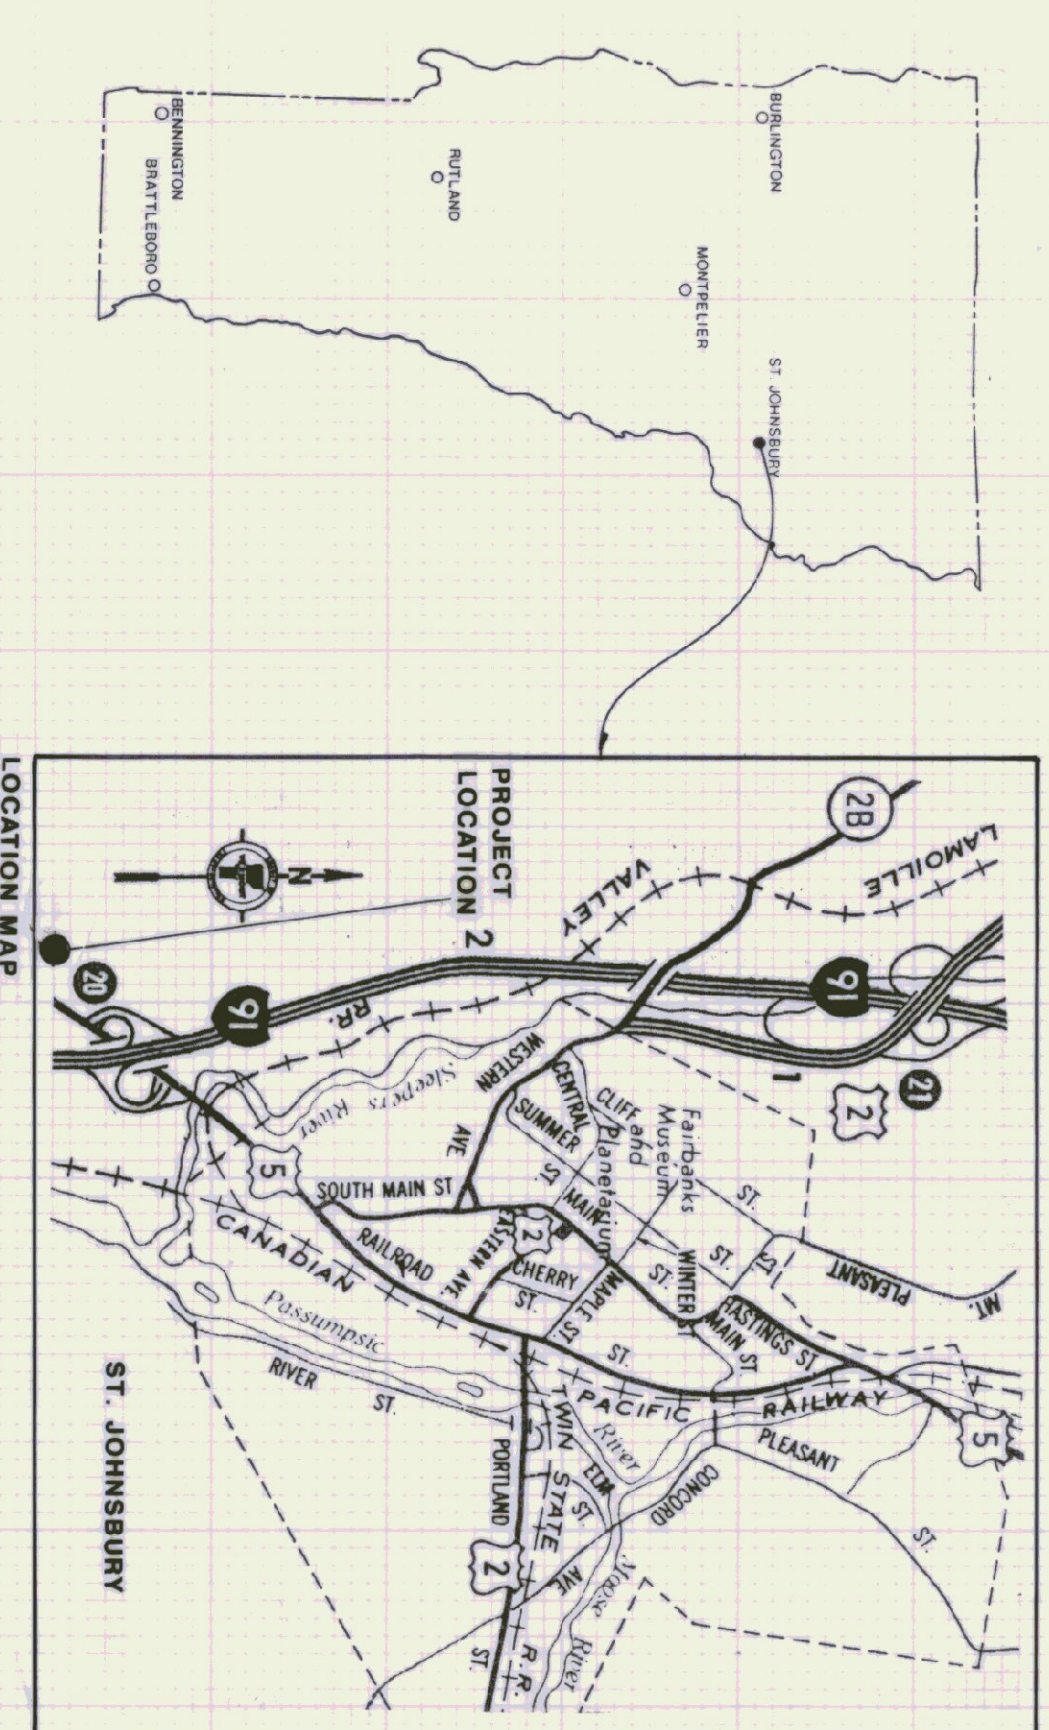 BURLINGTON
ST. JOHNSBURY
MONTPELIER
RUTLAND
BENNINGTON
BRATTLEBORO
LAMOILLE
VALLEY
RR.
2B
91
21
2
1
MT.
PLEASANT
ST.
Fairbanks
Museum
and
Planetarium
CLIFF
ST.
CENTRAL
SUMMER
ST.
WESTERN
AVE
MAIN
ST.
WINTER
ST.
HASTINGS ST.
MAIN ST
MAPLE
ST.
CHERRY
ST.
EASTERN AVE.
2
SOUTH MAIN ST
RAILROAD
ST.
5
CANADIAN
PACIFIC
RAILWAY
5
PLEASANT
ST.
CONCORD
AVE
ELM
ST.
TWIN
STATE
R.R.
PORTLAND
2
ST.
River
Moose
River
Passumpsic
RIVER
ST.
Sleepers River
PROJECT
LOCATION 2
N
91
20
ST. JOHNSBURY
LOCATION MAP